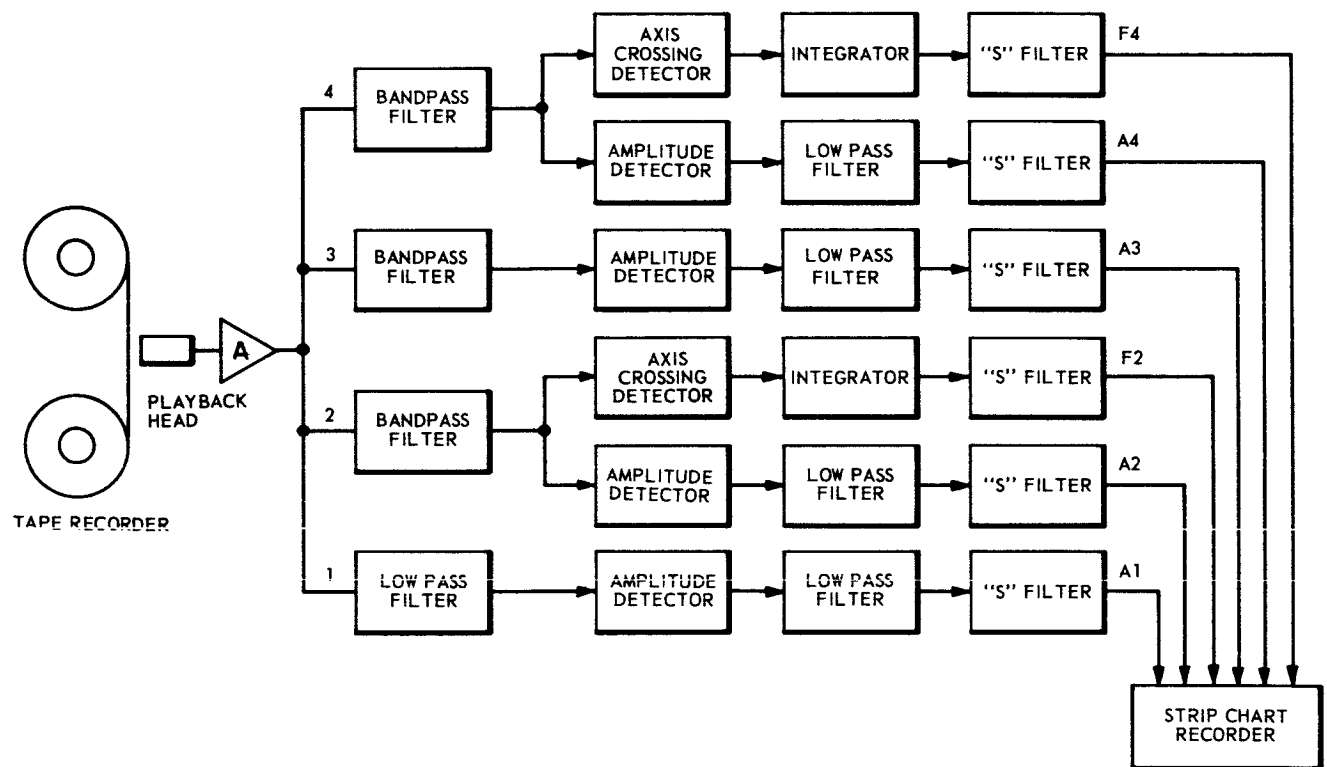 AXIS
CROSSING
DETECTOR
INTEGRATOR
"S" FILTER
F4
4
BANDPASS
FILTER
AMPLITUDE
DETECTOR
LOW PASS
FILTER
"S" FILTER
A4
3
BANDPASS
FILTER
AMPLITUDE
DETECTOR
LOW PASS
FILTER
"S" FILTER
A3
A
PLAYBACK
HEAD
TAPE RECORDER
AXIS
CROSSING
DETECTOR
INTEGRATOR
"S" FILTER
F2
2
BANDPASS
FILTER
AMPLITUDE
DETECTOR
LOW PASS
FILTER
"S" FILTER
A2
1
LOW PASS
FILTER
AMPLITUDE
DETECTOR
LOW PASS
FILTER
"S" FILTER
A1
STRIP CHART
RECORDER